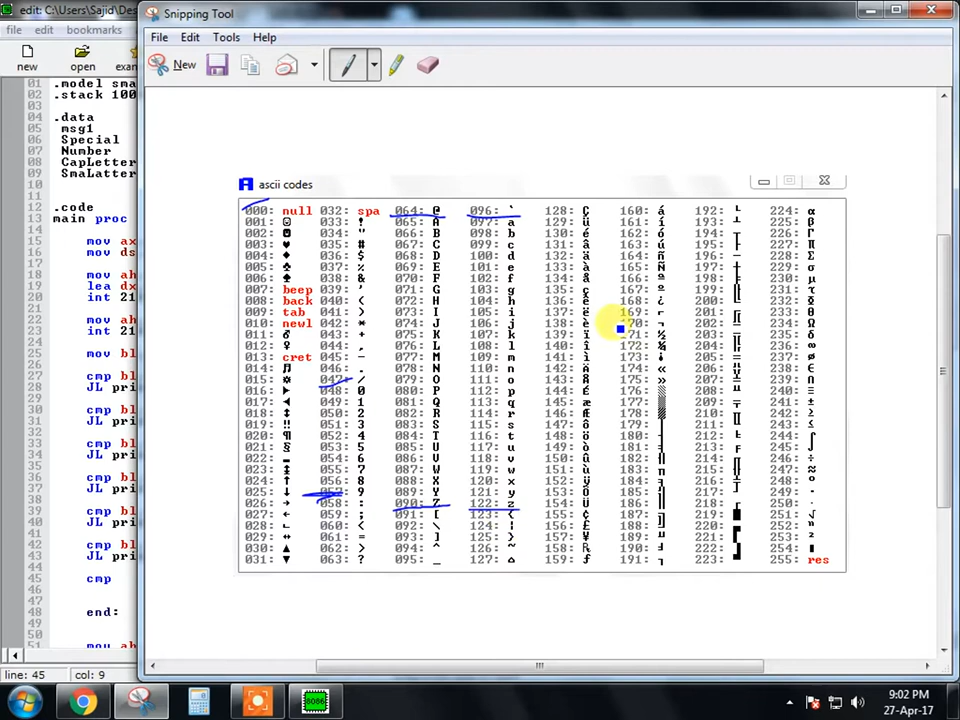 edit: C:\Users\Sajid\Des
Snipping Tool
file edit bookmarks
File Edit Tools Help
new open exam
New
01 .model sma
02 .stack 100
03
04 .data
05 msg1
06 Special
07 Number
08 CapLetter
09 SmaLatter
10
11
12 .code
13 main proc
14
15 mov ax
16 mov ds
17
18 mov ah
19 lea dx
20 int 21
21
22 mov ah
23 int 21
24
25 mov bl
26
27 cmp bl
28 JL pri
29
30 cmp bl
31 JL pri
32
33 cmp bl
34 JL pri
35
36 cmp bl
37 JL pri
38
39 cmp bl
40 JL pri
41
42 cmp bl
43 JL pri
44
45 cmp
46
47
48 end:
49
50
51 mov ah
line: 45 col: 9
ascii codes
000: null 032: spa 064: @ 096: ` 128: Ç 160: á 192: └ 224: α
001: ☺ 033: ! 065: A 097: a 129: ü 161: í 193: ┴ 225: β
002: ☻ 034: " 066: B 098: b 130: é 162: ó 194: ┬ 226: Γ
003: ♥ 035: # 067: C 099: c 131: â 163: ú 195: ├ 227: π
004: ♦ 036: $ 068: D 100: d 132: ä 164: ñ 196: ─ 228: Σ
005: ♣ 037: % 069: E 101: e 133: à 165: Ñ 197: ┼ 229: σ
006: ♠ 038: & 070: F 102: f 134: å 166: ª 198: ╞ 230: µ
007: beep 039: ' 071: G 103: g 135: ç 167: º 199: ╟ 231: τ
008: back 040: ( 072: H 104: h 136: ê 168: ¿ 200: ╚ 232: Φ
009: tab 041: ) 073: I 105: i 137: ë 169: ⌐ 201: ╔ 233: Θ
010: newl 042: * 074: J 106: j 138: è 170: ¬ 202: ╩ 234: Ω
011: ♂ 043: + 075: K 107: k 139: ï 171: ½ 203: ╦ 235: δ
012: ♀ 044: , 076: L 108: l 140: î 172: ¼ 204: ╠ 236: ∞
013: cret 045: - 077: M 109: m 141: ì 173: ¡ 205: ═ 237: ø
014: ♫ 046: . 078: N 110: n 142: Ä 174: « 206: ╬ 238: ∈
015: ☼ 047: / 079: O 111: o 143: Å 175: » 207: ╧ 239: ∩
016: ► 048: 0 080: P 112: p 144: É 176: ░ 208: ╨ 240: ≡
017: ◄ 049: 1 081: Q 113: q 145: æ 177: ▒ 209: ╤ 241: ±
018: ↕ 050: 2 082: R 114: r 146: Æ 178: ▓ 210: ╥ 242: ≥
019: ‼ 051: 3 083: S 115: s 147: ô 179: │ 211: ╙ 243: ≤
020: ¶ 052: 4 084: T 116: t 148: ö 180: ┤ 212: ╘ 244: ⌠
021: § 053: 5 085: U 117: u 149: ò 181: ╡ 213: ╒ 245: ⌡
022: ▬ 054: 6 086: V 118: v 150: û 182: ╢ 214: ╓ 246: ÷
023: ↨ 055: 7 087: W 119: w 151: ù 183: ╖ 215: ╫ 247: ≈
024: ↑ 056: 8 088: X 120: x 152: ÿ 184: ╕ 216: ╪ 248: °
025: ↓ 057: 9 089: Y 121: y 153: Ö 185: ╣ 217: ┘ 249: ∙
026: → 058: : 090: Z 122: z 154: Ü 186: ║ 218: ┌ 250: ·
027: ← 059: ; 091: [ 123: { 155: ¢ 187: ╗ 219: █ 251: √
028: ∟ 060: < 092: \ 124: | 156: £ 188: ╝ 220: ▄ 252: ⁿ
029: ↔ 061: = 093: ] 125: } 157: ¥ 189: ╜ 221: ▌ 253: ²
030: ▲ 062: > 094: ^ 126: ~ 158: ₧ 190: ╛ 222: ▐ 254: ■
031: ▼ 063: ? 095: _ 127: ⌂ 159: ƒ 191: ┐ 223: ▀ 255: res
8086
9:02 PM
27-Apr-17